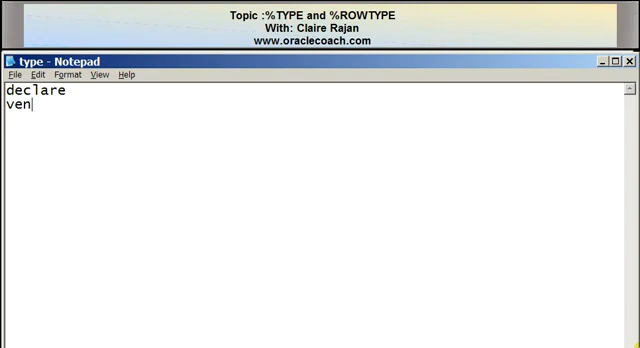 Topic :%TYPE and %ROWTYPE
With: Claire Rajan
www.oraclecoach.com
type - Notepad
File Edit Format View Help
declare
ven